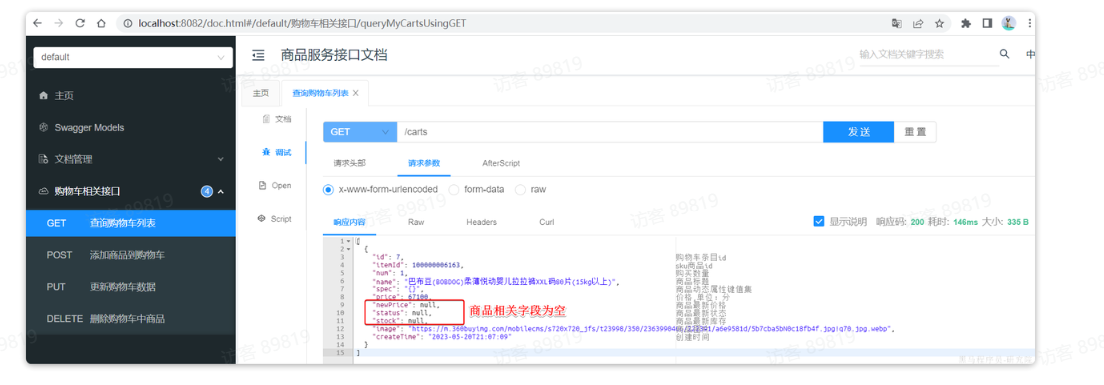 localhost:8082/doc.html#/default/购物车相关接口/queryMyCartsUsingGET
default
商品服务接口文档
输入文档关键字搜索
中
主页
Swagger Models
文档管理
购物车相关接口
4
GET 查询购物车列表
POST 添加商品到购物车
PUT 更新购物车数据
DELETE 删除购物车中商品
主页
查询购物车列表 ×
文档
调试
Open
Script
GET
/carts
发 送
重 置
请求头部
请求参数
AfterScript
x-www-form-urlencoded
form-data
raw
响应内容
Raw
Headers
Curl
显示说明 响应码: 200 耗时: 146ms 大小: 335 B
1 [
2 {
3 "id": 7, 购物车条目id
4 "itemId": 100000006163, sku商品id
5 "num": 1, 购买数量
6 "name": "巴布豆(BOBDOG)柔薄悦动婴儿拉拉裤XXL码80片(15kg以上)", 商品标题
7 "spec": "{}", 商品动态属性键值集
8 "price": 67100, 价格,单位：分
9 "newPrice": null, 商品最新价格
10 "status": null, 商品最新状态
11 "stock": null, 商品最新库存
商品相关字段为空
12 "image": "https://m.360buying.com/mobilecms/s720x720_jfs/t23998/350/
13 "createTime": "2023-05-20T21:07:09" 创建时间
14 }
15 ]
访客 89819